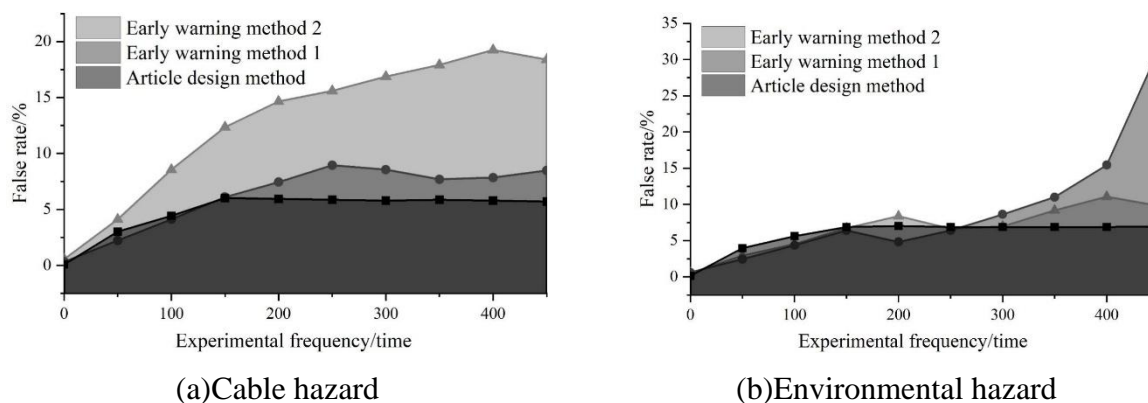 Early warning method 2
Early warning method 1
Article design method
20
15
10
5
0
False rate/%
0 100 200 300 400
Experimental frequency/time
(a)Cable hazard
Early warning method 2
Early warning method 1
Article design method
35
30
25
20
15
10
5
0
False rate/%
0 100 200 300 400
Experimental frequency/time
(b)Environmental hazard